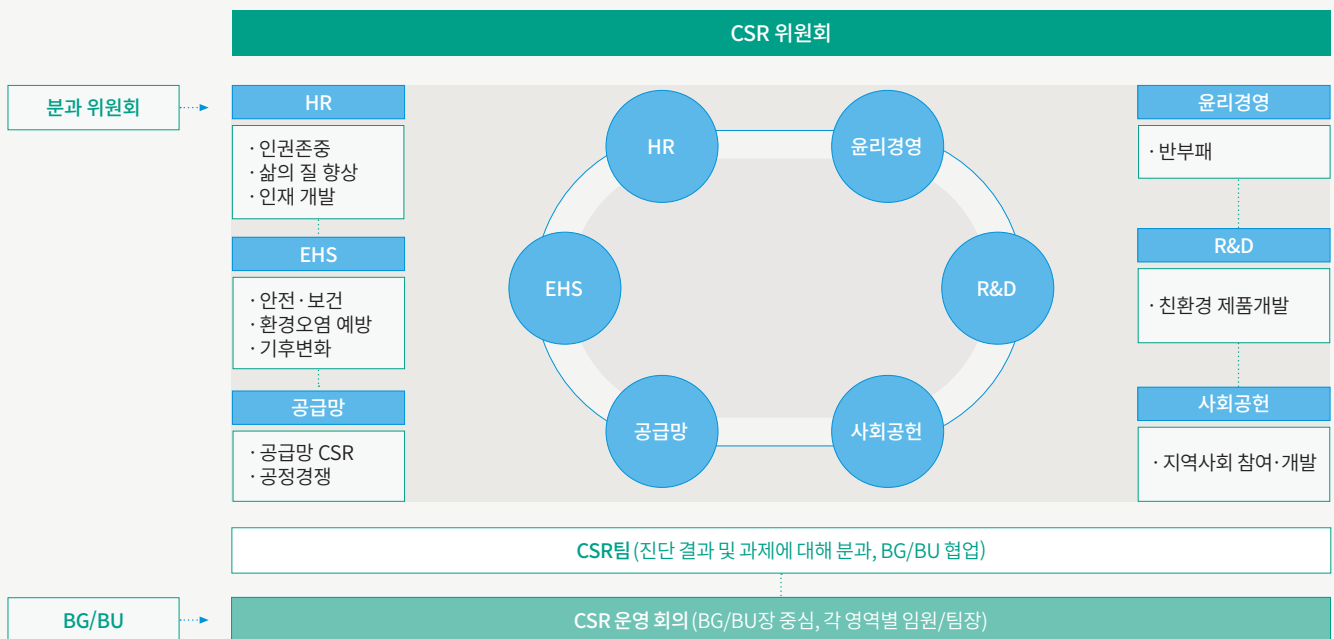 CSR 위원회
분과 위원회
HR
· 인권존중
· 삶의 질 향상
· 인재 개발
EHS
· 안전·보건
· 환경오염 예방
· 기후변화
공급망
· 공급망 CSR
· 공정경쟁
HR
윤리경영
EHS
R&D
공급망
사회공헌
윤리경영
· 반부패
R&D
· 친환경 제품개발
사회공헌
· 지역사회 참여·개발
CSR팀 (진단 결과 및 과제에 대해 분과, BG/BU 협업)
BG/BU
CSR 운영 회의 (BG/BU장 중심, 각 영역별 임원/팀장)